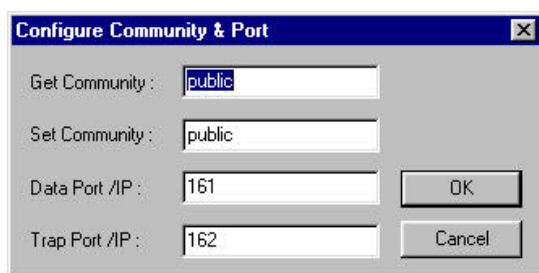 Configure Community & Port
Get Community : public
Set Community : public
Data Port /IP : 161 OK
Trap Port /IP : 162 Cancel